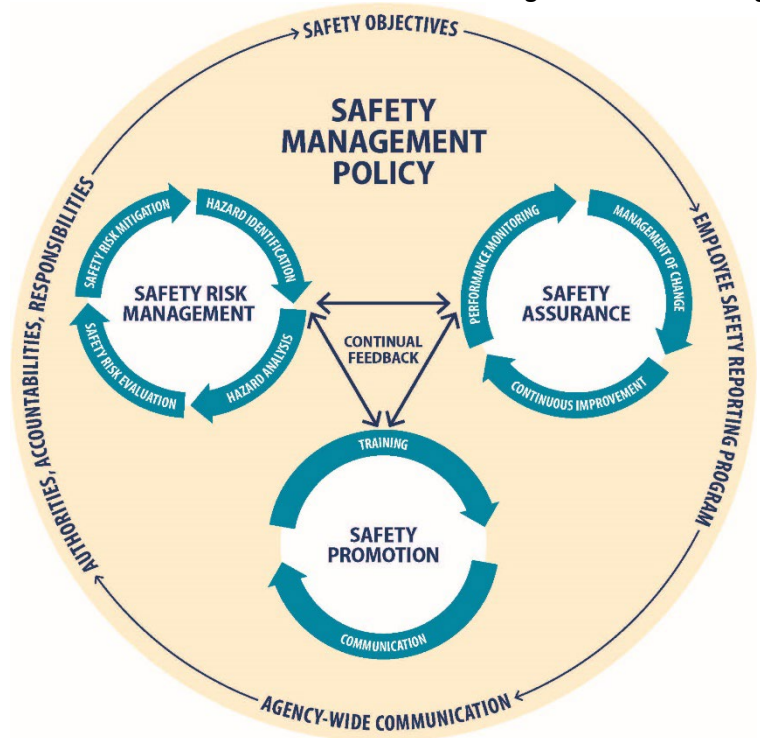 SAFETY OBJECTIVES
SAFETY
MANAGEMENT
POLICY
AUTHORITIES, ACCOUNTABILITIES, RESPONSIBILITIES
EMPLOYEE SAFETY REPORTING PROGRAM
SAFETY RISK MITIGATION
HAZARD IDENTIFICATION
SAFETY RISK
MANAGEMENT
SAFETY RISK EVALUATION
HAZARD ANALYSIS
CONTINUAL
FEEDBACK
PERFORMANCE MONITORING
MANAGEMENT OF CHANGE
SAFETY
ASSURANCE
CONTINUOUS IMPROVEMENT
TRAINING
SAFETY
PROMOTION
COMMUNICATION
AGENCY-WIDE COMMUNICATION